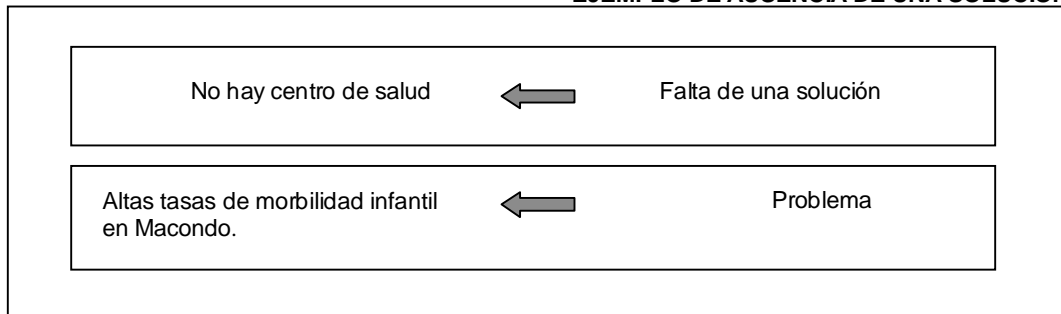 No hay centro de salud Falta de una solución
Altas tasas de morbilidad infantil Problema
en Macondo.